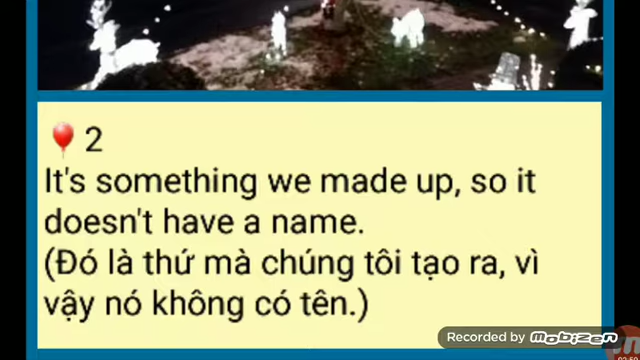 2
It's something we made up, so it
doesn't have a name.
(Đó là thứ mà chúng tôi tạo ra, vì
vậy nó không có tên.)
Recorded by MOBIZEN